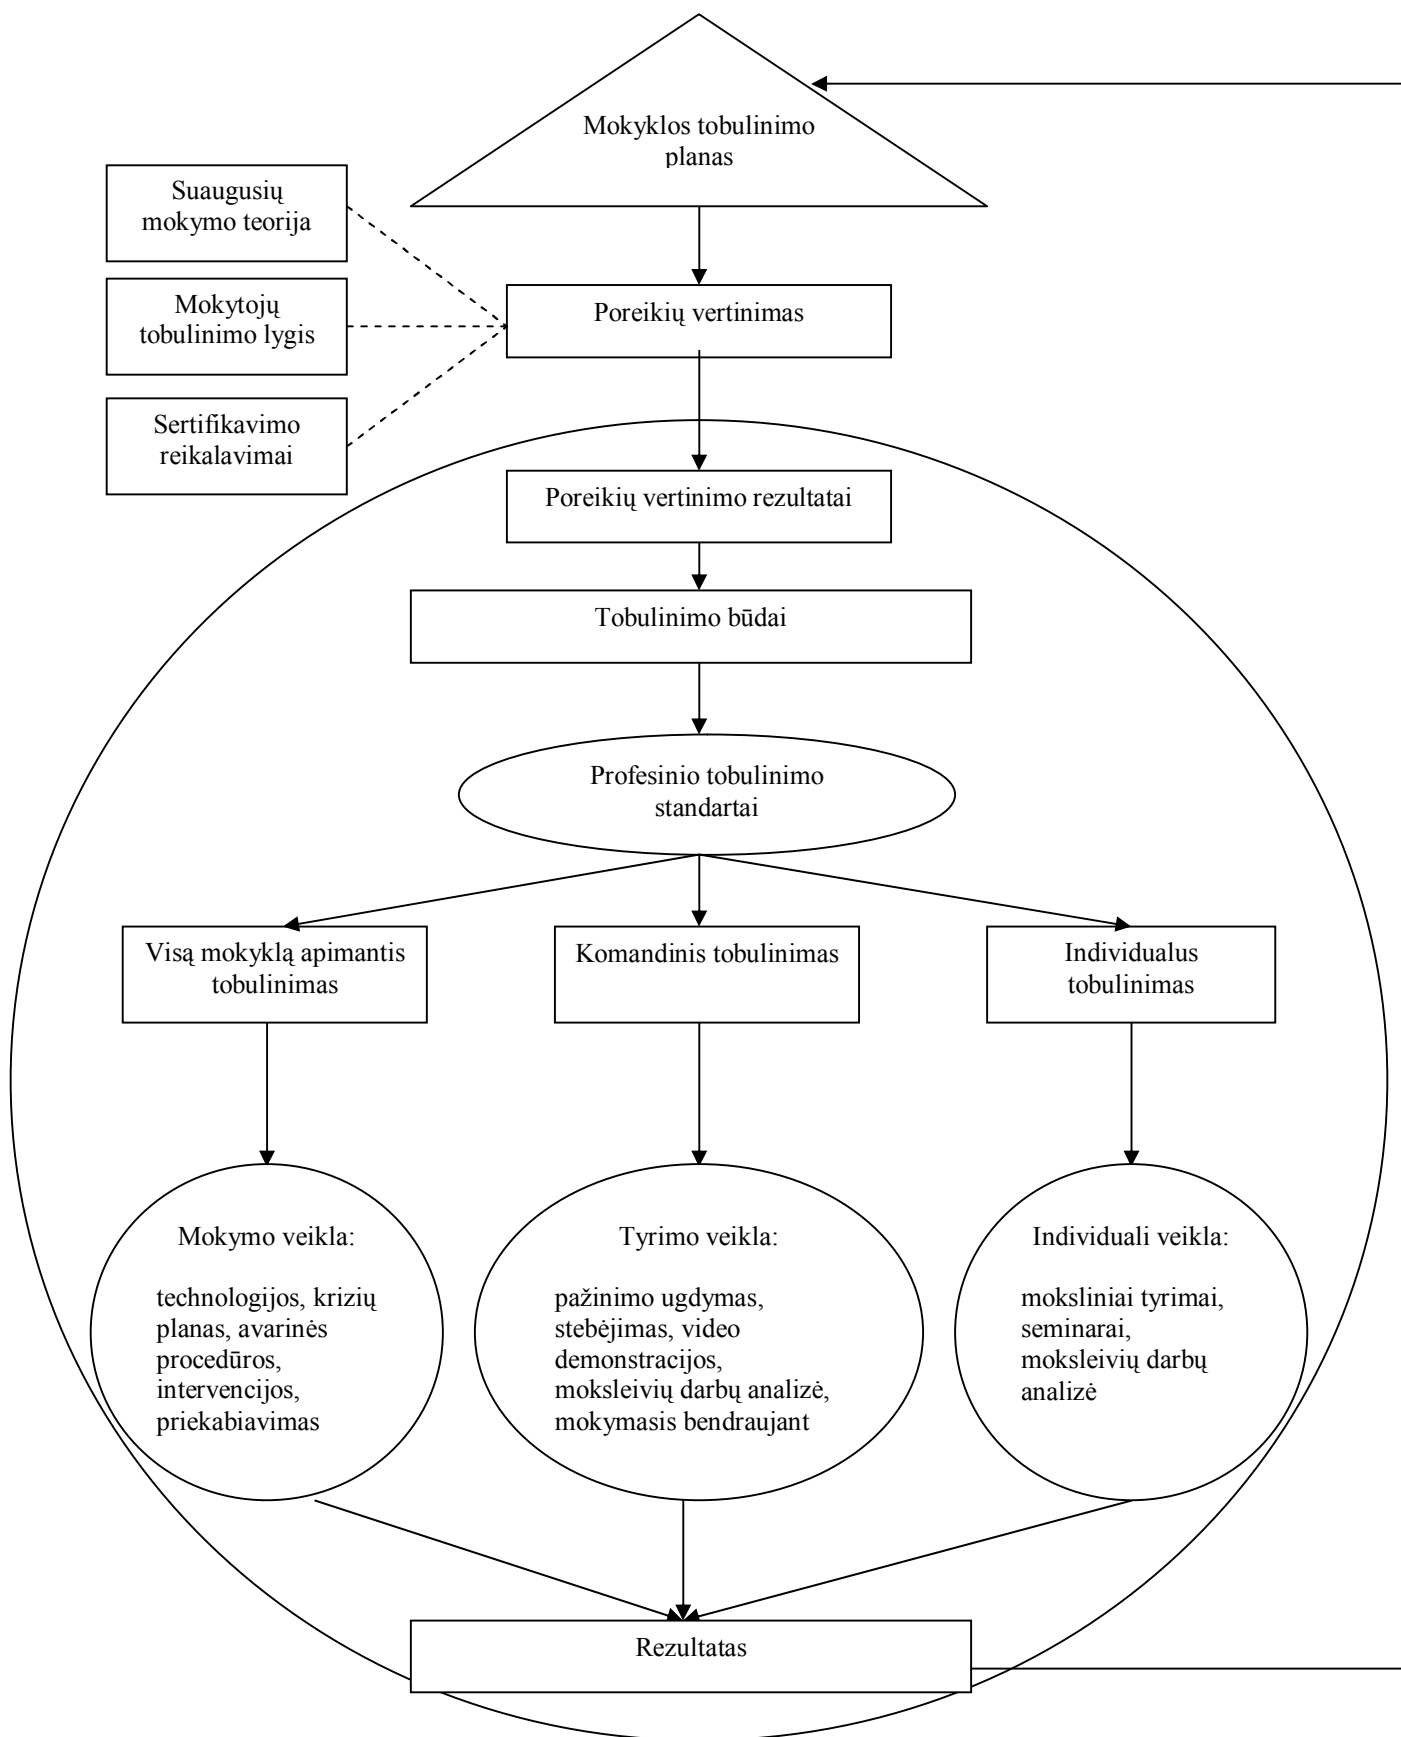 Mokyklos tobulinimo
planas
Suaugusių
mokymo teorija
Mokytojų
tobulinimo lygis
Sertifikavimo
reikalavimai
Poreikių vertinimas
Poreikių vertinimo rezultatai
Tobulinimo būdai
Profesinio tobulinimo
standartai
Visą mokyklą apimantis
tobulinimas
Komandinis tobulinimas
Individualus
tobulinimas
Mokymo veikla:
technologijos, krizių
planas, avarinės
procedūros,
intervencijos,
priekabiavimas
Tyrimo veikla:
pažinimo ugdymas,
stebėjimas, video
demonstracijos,
moksleivių darbų analizė,
mokymasis bendraujant
Individuali veikla:
moksliniai tyrimai,
seminarai,
moksleivių darbų
analizė
Rezultatas